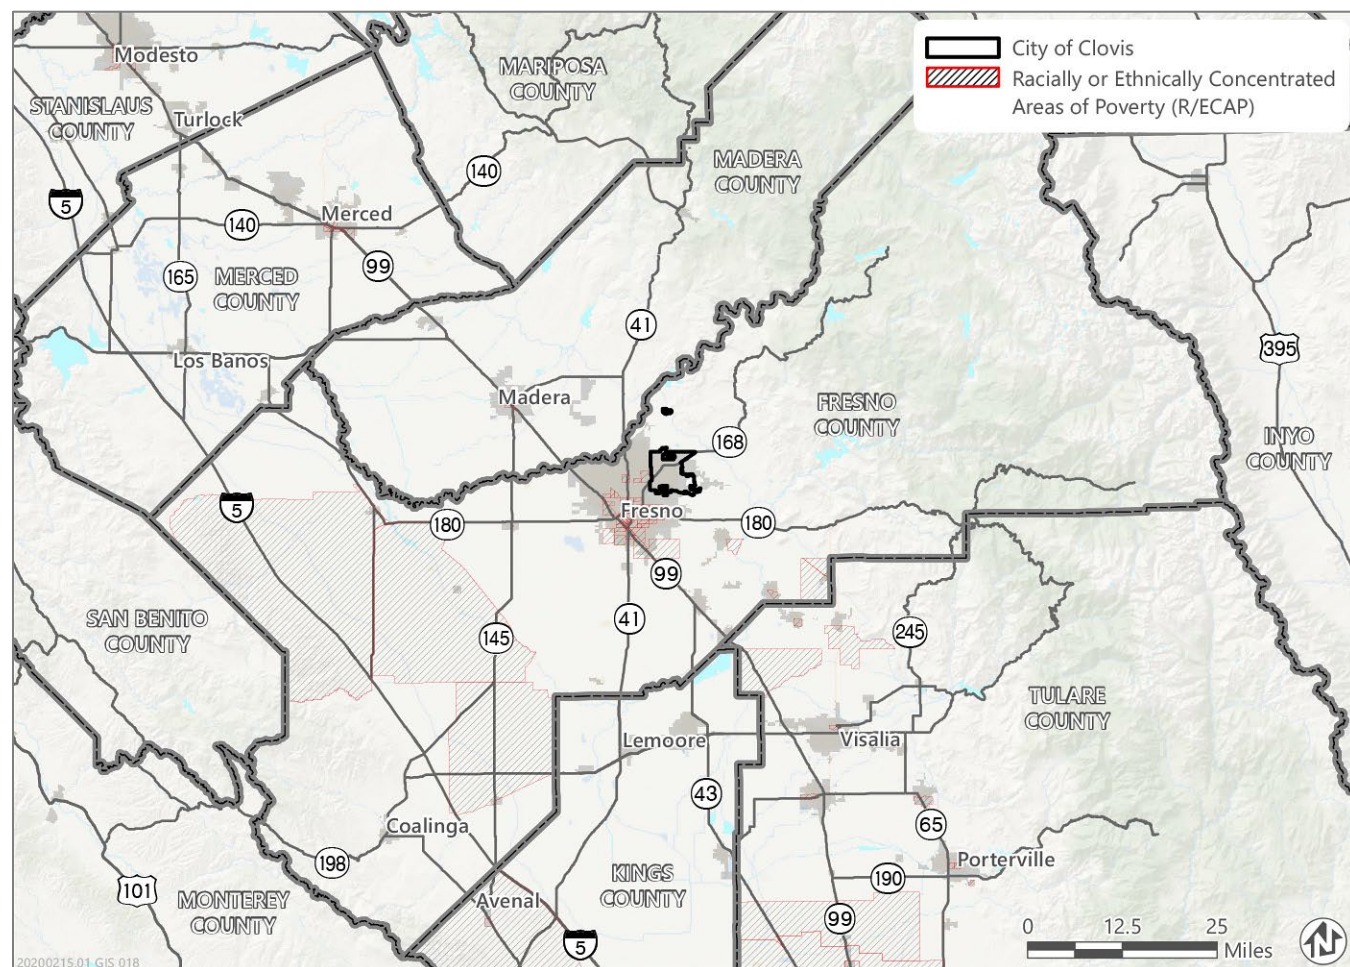 City of Clovis
Racially or Ethnically Concentrated
Areas of Poverty (R/ECAP)
Modesto
MARIPOSA
COUNTY
STANISLAUS
COUNTY
Turlock
MADERA
COUNTY
140
5
Merced
140
99
165
MERCED
COUNTY
41
395
Los Banos
Madera
FRESNO
COUNTY
168
INYO
COUNTY
5
180
Fresno
180
99
SAN BENITO
COUNTY
41
145
245
TULARE
COUNTY
Lemoore
Visalia
43
Coalinga
65
198
Porterville
101
MONTEREY
COUNTY
KINGS
COUNTY
190
Avenal
99
5
0 12.5 25
Miles
N
20200215.01 GIS 018